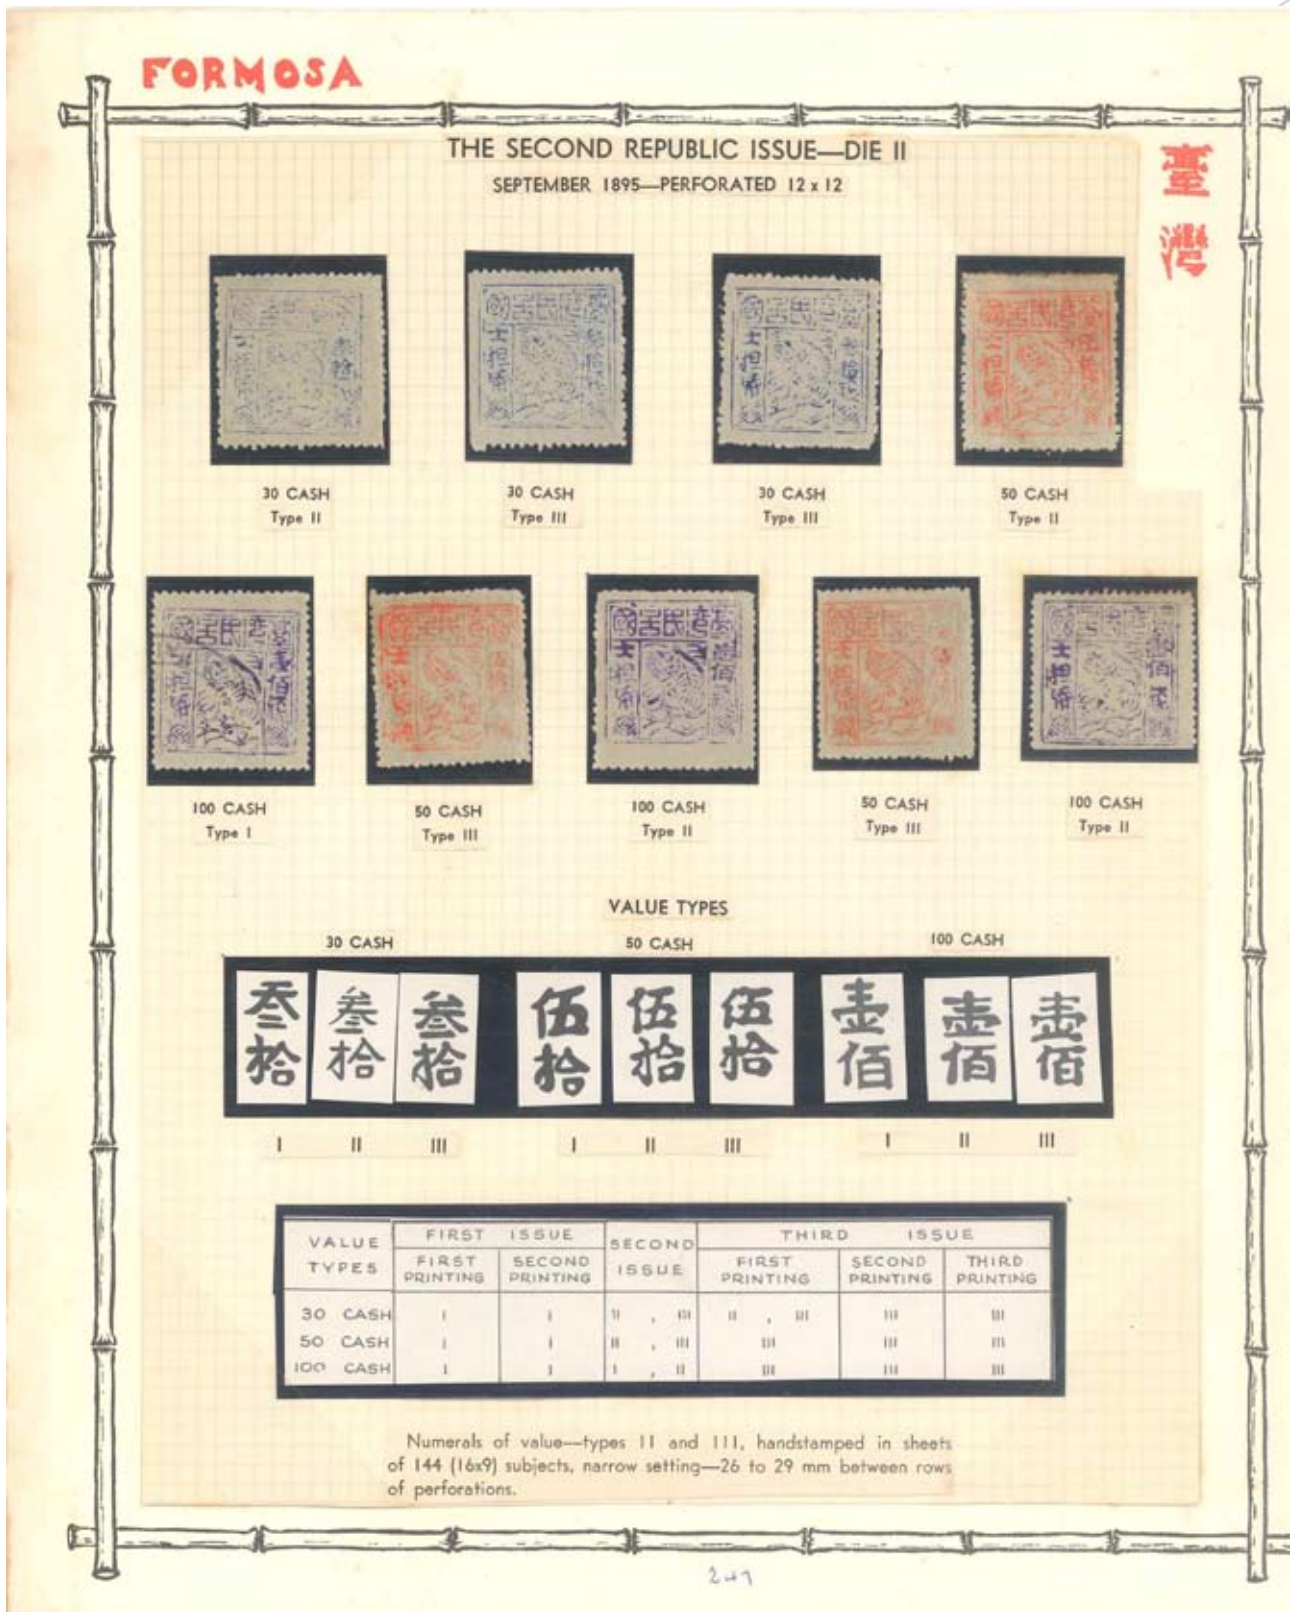 FORMOSA
臺
灣
THE SECOND REPUBLIC ISSUE—DIE II
SEPTEMBER 1895—PERFORATED 12 x 12
30 CASH
Type II
30 CASH
Type III
30 CASH
Type III
50 CASH
Type II
100 CASH
Type I
50 CASH
Type III
100 CASH
Type II
50 CASH
Type III
100 CASH
Type II
VALUE TYPES
30 CASH 50 CASH 100 CASH
叁拾 叁拾 叁拾 伍拾 伍拾 伍拾 壹佰 壹佰 壹佰
I II III I II III I II III
VALUE TYPES FIRST ISSUE SECOND ISSUE THIRD ISSUE
FIRST PRINTING SECOND PRINTING FIRST PRINTING SECOND PRINTING THIRD PRINTING
30 CASH I I II , III II , III III III
50 CASH I I II , III III III III
100 CASH I I I , II III III III
Numerals of value—types II and III, handstamped in sheets
of 144 (16x9) subjects, narrow setting—26 to 29 mm between rows
of perforations.